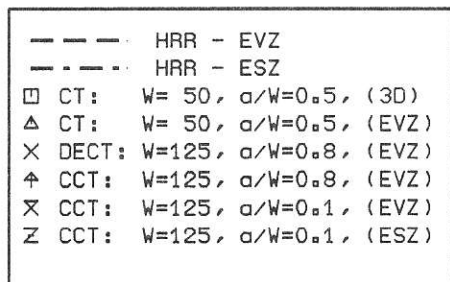 HRR - EVZ
HRR - ESZ
CT: W= 50, a/W=0.5, (3D)
CT: W= 50, a/W=0.5, (EVZ)
DECT: W=125, a/W=0.8, (EVZ)
CCT: W=125, a/W=0.8, (EVZ)
CCT: W=125, a/W=0.1, (EVZ)
CCT: W=125, a/W=0.1, (ESZ)